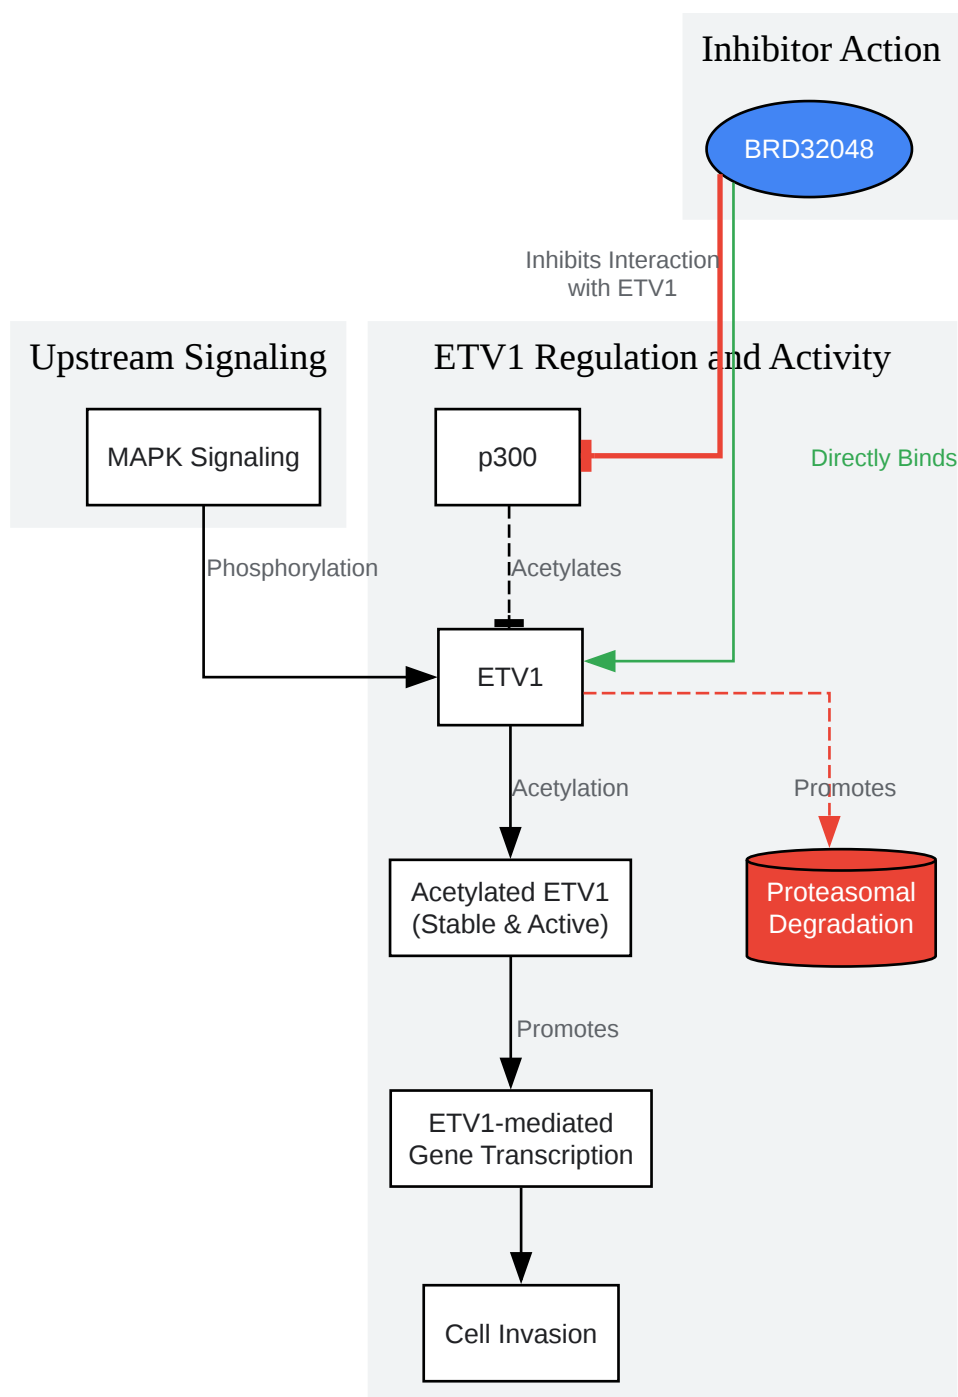 Inhibitor Action
BRD32048
Inhibits Interaction
with ETV1
Upstream Signaling
ETV1 Regulation and Activity
MAPK Signaling
p300
Directly Binds
Phosphorylation
Acetylates
ETV1
Acetylation
Promotes
Acetylated ETV1
(Stable & Active)
Proteasomal
Degradation
Promotes
ETV1-mediated
Gene Transcription
Cell Invasion